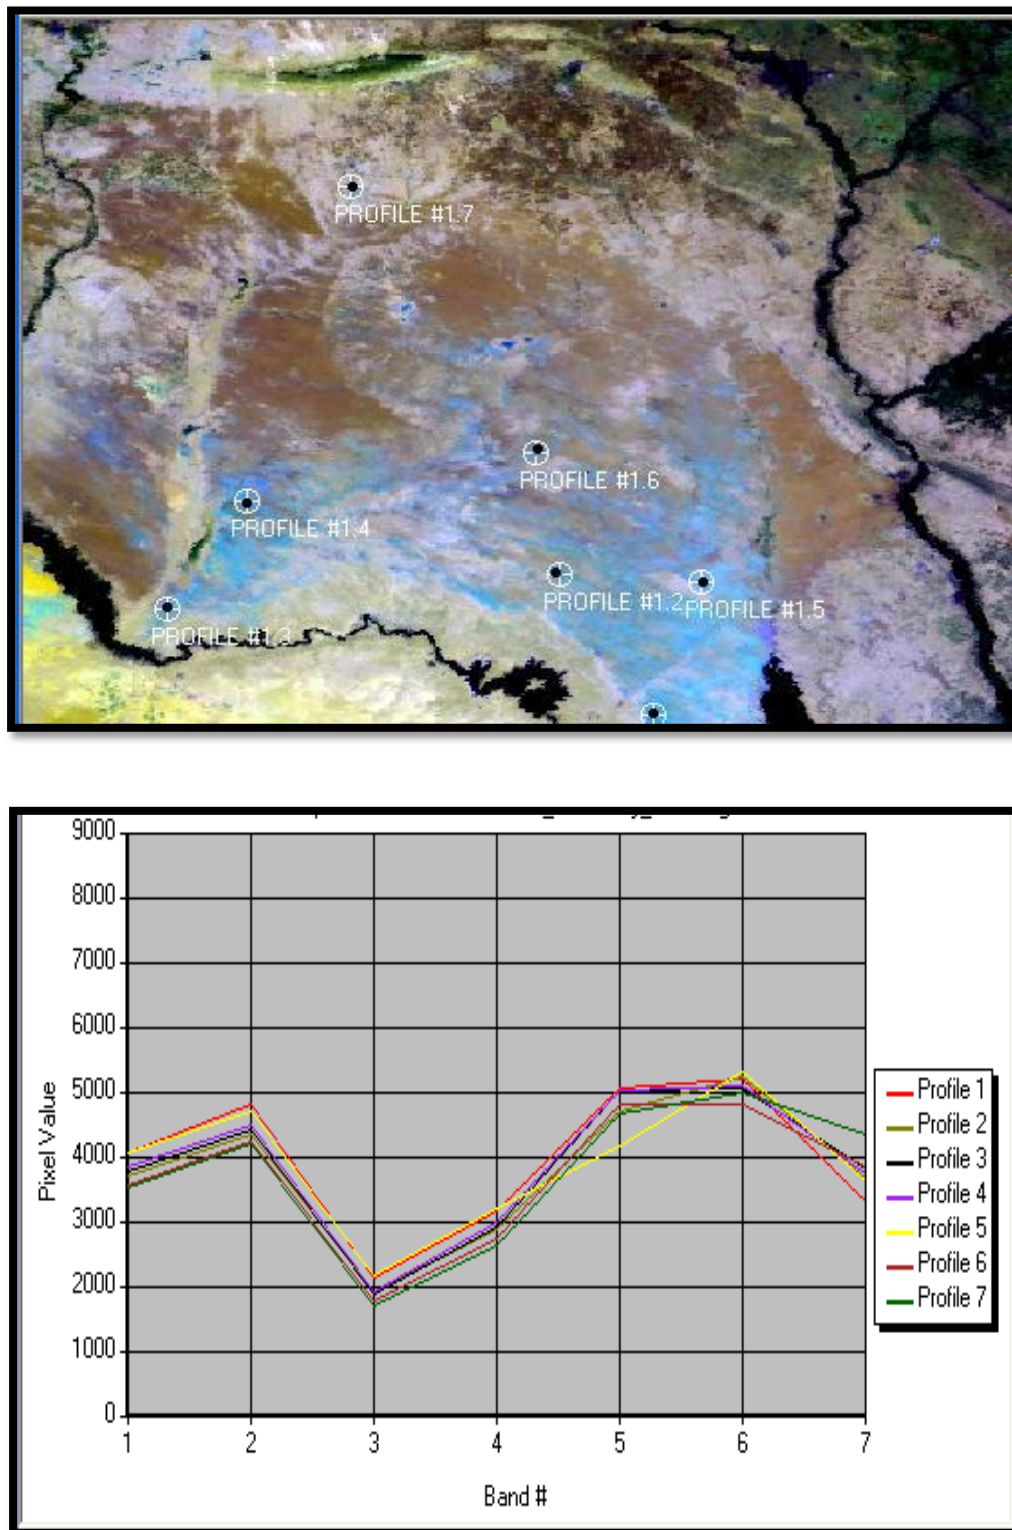 PROFILE #1.7
PROFILE #1.6
PROFILE #1.4
PROFILE #1.2
PROFILE #1.5
PROFILE #1.3
9000
8000
7000
6000
5000
4000
3000
2000
1000
0
Pixel Value
1 2 3 4 5 6 7
Band #
Profile 1
Profile 2
Profile 3
Profile 4
Profile 5
Profile 6
Profile 7